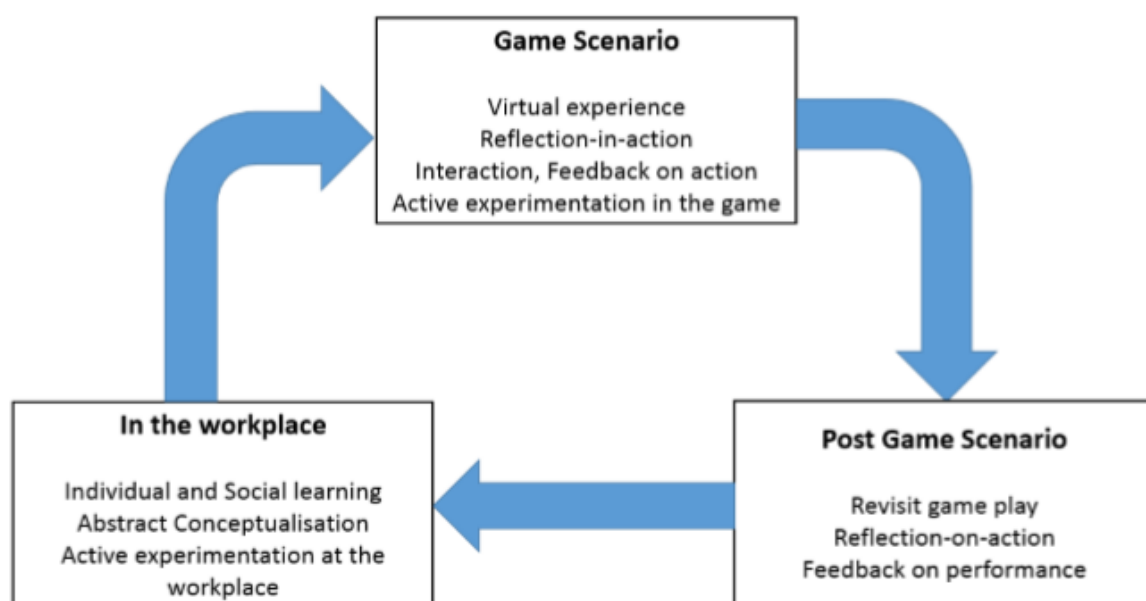 Game Scenario
Virtual experience
Reflection-in-action
Interaction, Feedback on action
Active experimentation in the game
In the workplace
Individual and Social learning
Abstract Conceptualisation
Active experimentation at the
workplace
Post Game Scenario
Revisit game play
Reflection-on-action
Feedback on performance